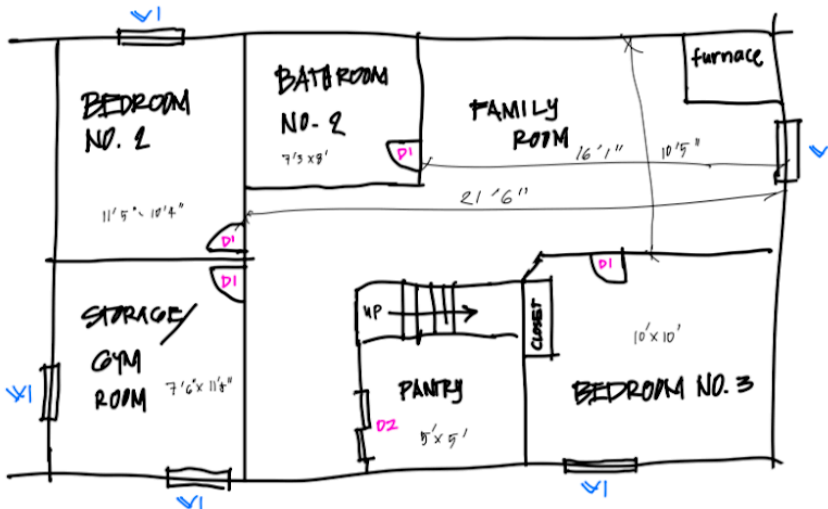 W1
BEDROOM
NO. 2
11'5" x 10'4"
D1
BATHROOM
NO. 2
7'3 x 8'
D1
FAMILY
ROOM
furnace
16'1"
10'5"
21'6"
D1
STORAGE/
GYM
ROOM
7'6" x 11'8"
W1
W1
UP
PANTRY
5' x 5'
D2
CLOSET
D1
10' x 10'
BEDROOM NO. 3
W1